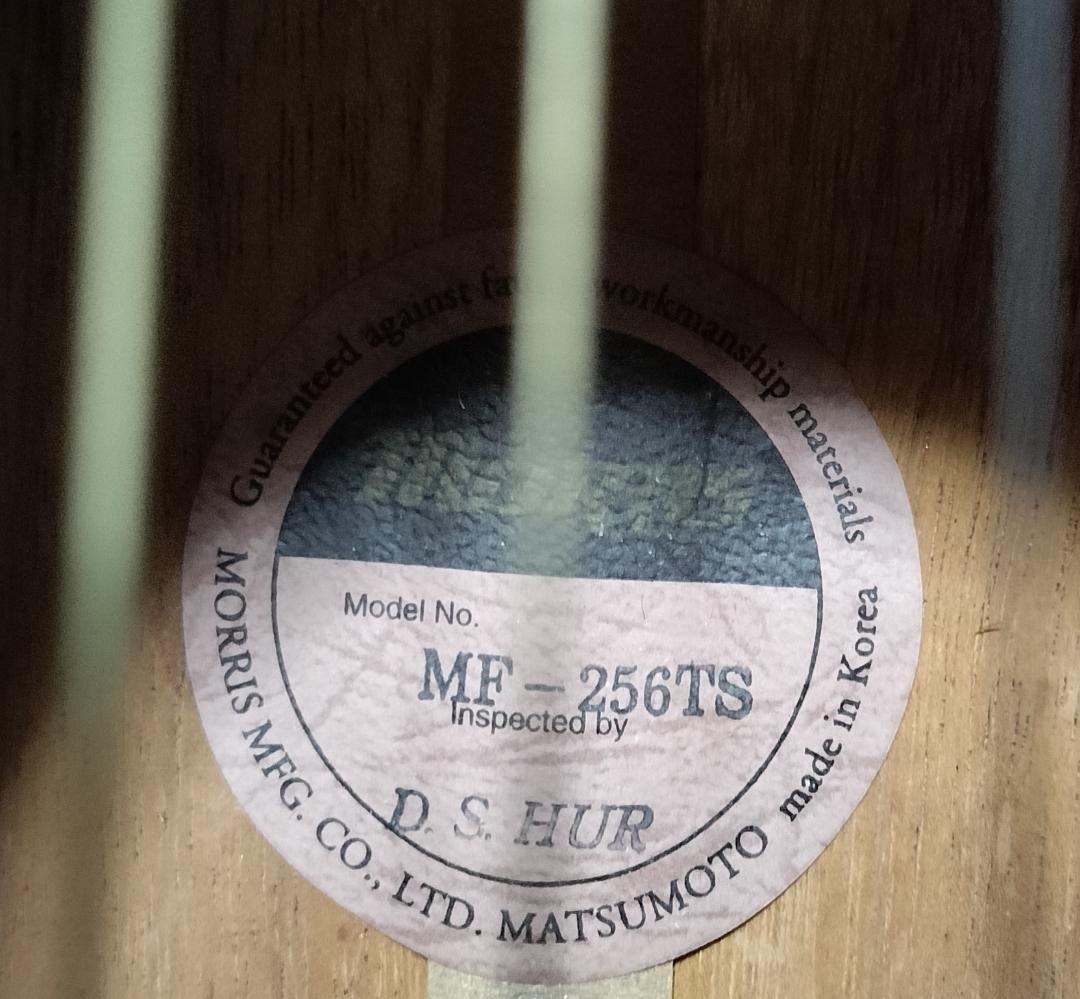 Guaranteed against workmanship materials
Model No.
MF-256TS
Inspected by
D. S. HUR
MORRIS MFG. CO., LTD. MATSUMOTO made in Korea